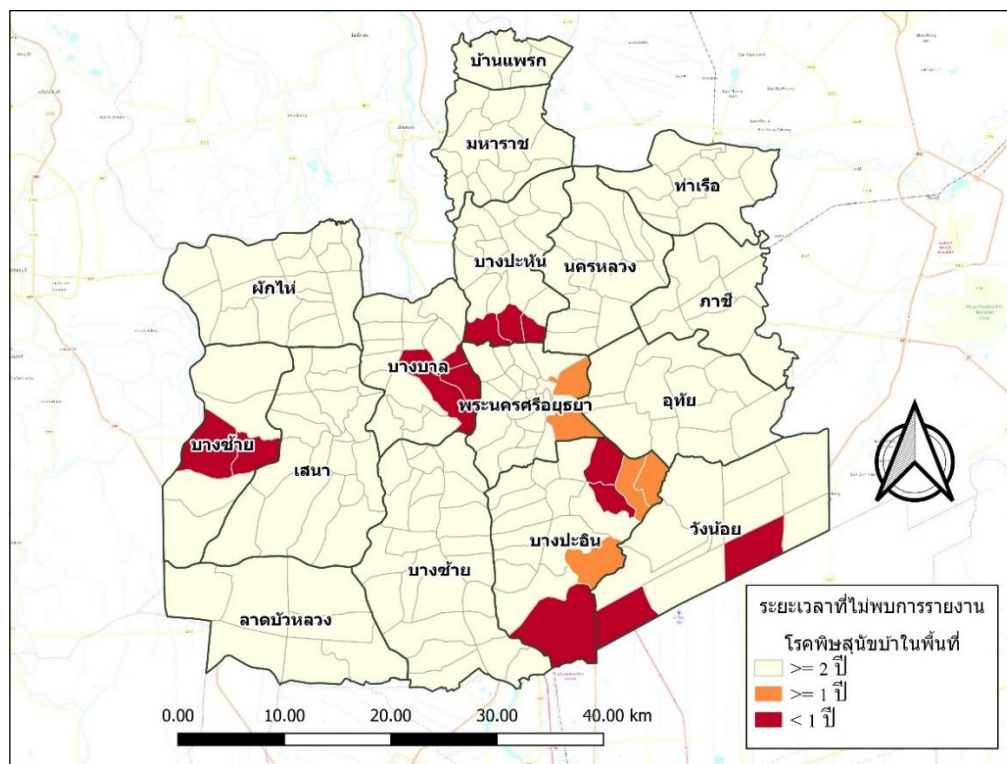 บ้านแพรก
มหาราช
ท่าเรือ
บางปะหัน
นครหลวง
ผักไห่
ภาชี
บางบาล
พระนครศรีอยุธยา
อุทัย
บางซ้าย
เสนา
วังน้อย
บางปะอิน
บางซ้าย
ลาดบัวหลวง
ระยะเวลาที่ไม่พบการรายงาน
โรคพิษสุนัขบ้าในพื้นที่
>= 2 ปี
>= 1 ปี
< 1 ปี
0.00 10.00 20.00 30.00 40.00 km